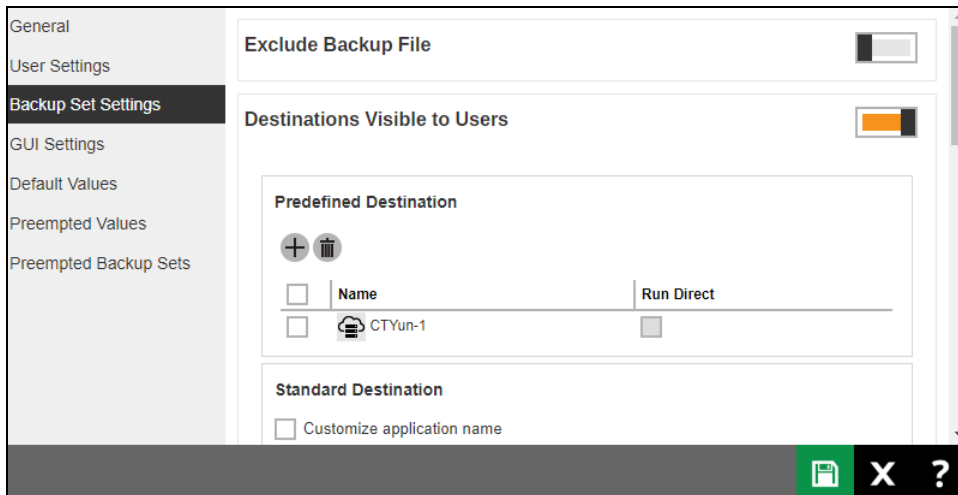 General
User Settings
Backup Set Settings
GUI Settings
Default Values
Preempted Values
Preempted Backup Sets
Exclude Backup File
Destinations Visible to Users
Predefined Destination
Name Run Direct
CTYun-1
Standard Destination
Customize application name
X ?